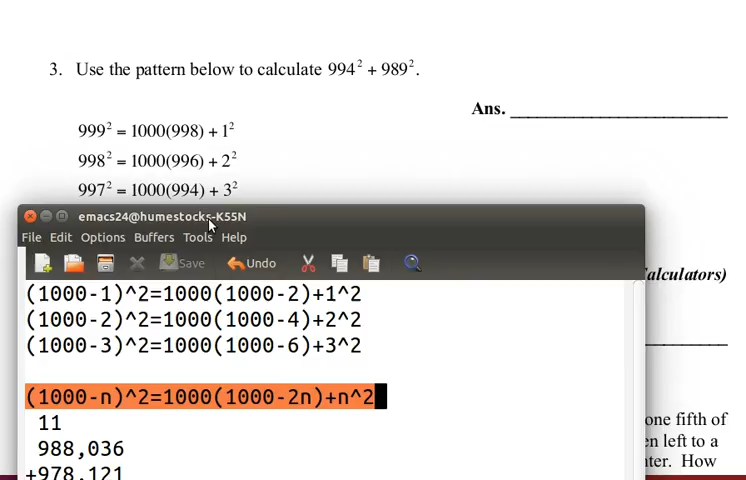 3. Use the pattern below to calculate 994² + 989².
Ans. ____________________
999² = 1000(998) + 1²
998² = 1000(996) + 2²
997² = 1000(994) + 3²
emacs24@humestocks-K55N
File Edit Options Buffers Tools Help
Save Undo
(1000-1)^2=1000(1000-2)+1^2
(1000-2)^2=1000(1000-4)+2^2
(1000-3)^2=1000(1000-6)+3^2
(1000-n)^2=1000(1000-2n)+n^2
11
988,036
+978,121
alculators)
one fifth of
en left to a
nter. How